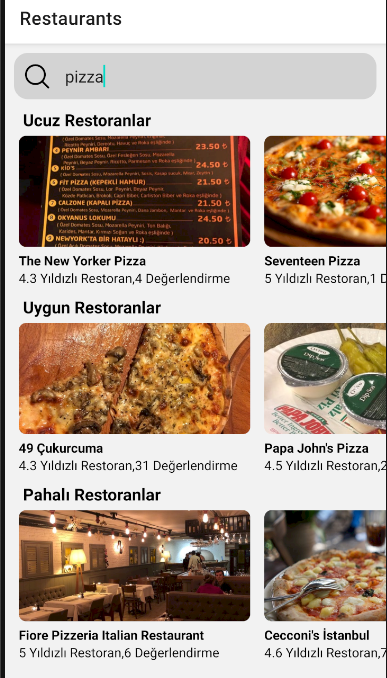 Restaurants
pizza
Ucuz Restoranlar
PEYNİR AMBARI 23.50 ₺
24.50 ₺
FIT PİZZA (KEPEKLİ HAMUR) 21.50 ₺
CALZONE (KAPALI PİZZA) 21.50 ₺
OKYANUS LOKUMU 24.50 ₺
NEWYORK'TA BİR HATAYLI :) 20.50 ₺
The New Yorker Pizza
4.3 Yıldızlı Restoran,4 Değerlendirme
Seventeen Pizza
5 Yıldızlı Restoran,1 D
Uygun Restoranlar
49 Çukurcuma
4.3 Yıldızlı Restoran,31 Değerlendirme
Papa John's Pizza
4.5 Yıldızlı Restoran,2
Pahalı Restoranlar
Fiore Pizzeria Italian Restaurant
5 Yıldızlı Restoran,6 Değerlendirme
Cecconi's İstanbul
4.6 Yıldızlı Restoran,7